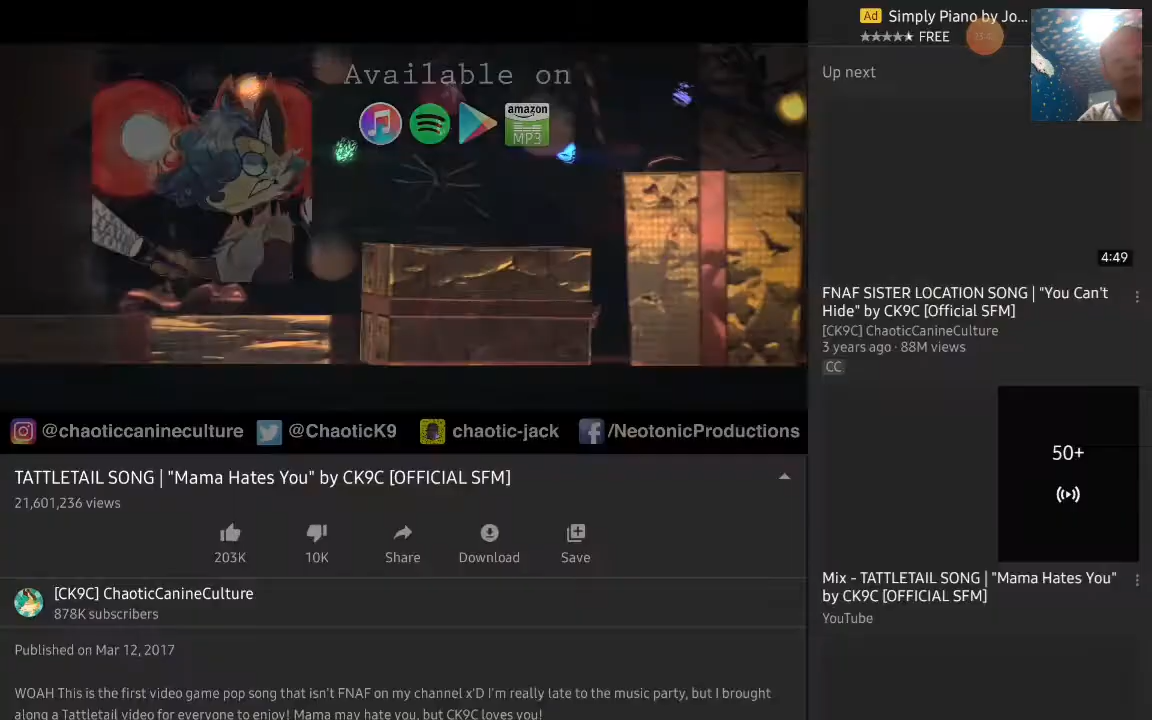 Available on
amazon
MP3
@chaoticcanineculture
@ChaoticK9
chaotic-jack
/NeotonicProductions
TATTLETAIL SONG | "Mama Hates You" by CK9C [OFFICIAL SFM]
21,601,236 views
203K
10K
Share
Download
Save
[CK9C] ChaoticCanineCulture
878K subscribers
Published on Mar 12, 2017
WOAH This is the first video game pop song that isn't FNAF on my channel x'D I'm really late to the music party, but I brought
along a Tattletail video for everyone to enjoy! Mama may hate you, but CK9C loves you!
Ad Simply Piano by Jo...
FREE
Up next
4:49
FNAF SISTER LOCATION SONG | "You Can't
Hide" by CK9C [Official SFM]
[CK9C] ChaoticCanineCulture
3 years ago · 88M views
CC
50+
Mix - TATTLETAIL SONG | "Mama Hates You"
by CK9C [OFFICIAL SFM]
YouTube